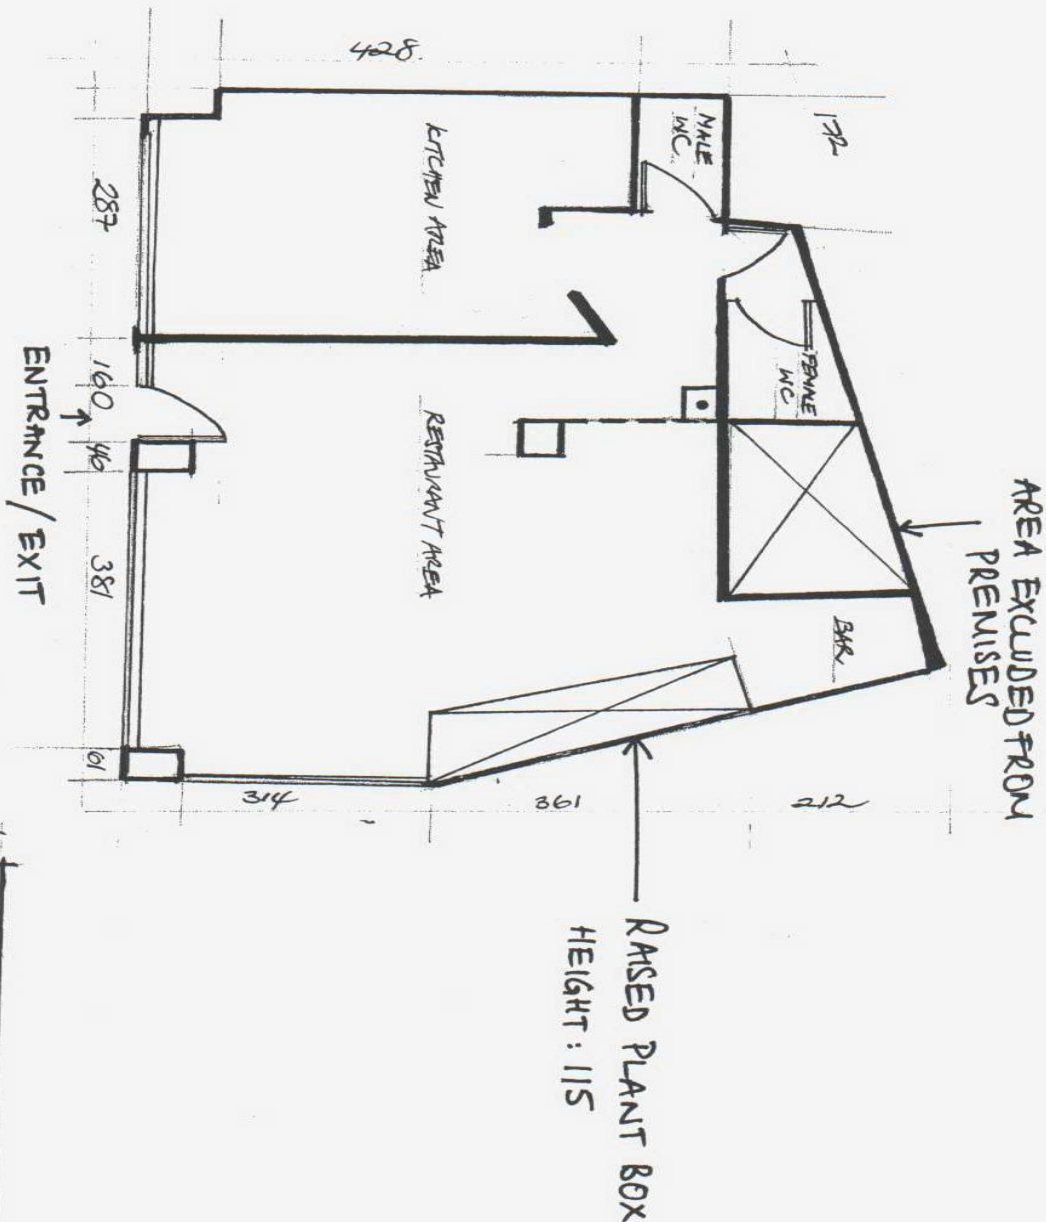 428.
172
MALE
WC
KITCHEN AREA
287
FEMALE
WC
160
ENTRANCE / EXIT
46
RESTAURANT AREA
AREA EXCLUDED FROM
PREMISES
381
BAR
61
314
361
212
RAISED PLANT BOX
HEIGHT : 115